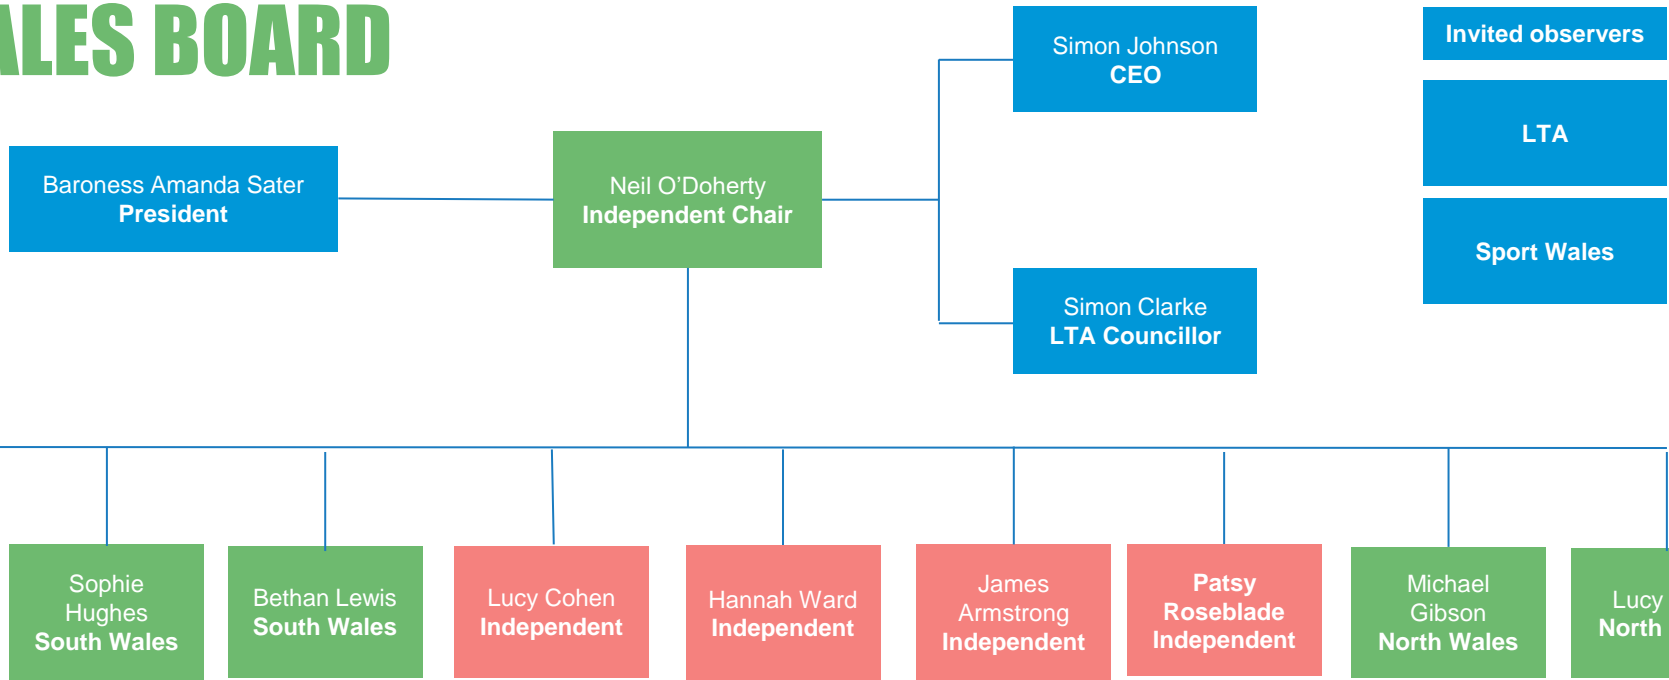 BOARD
Simon Johnson
CEO
Invited observers
LTA
Baroness Amanda Sater
President
Neil O’Doherty
Independent Chair
Sport Wales
Simon Clarke
LTA Councillor
Sophie
Hughes
South Wales
Bethan Lewis
South Wales
Lucy Cohen
Independent
Hannah Ward
Independent
James
Armstrong
Independent
Patsy
Roseblade
Independent
Michael
Gibson
North Wales
Lucy
North